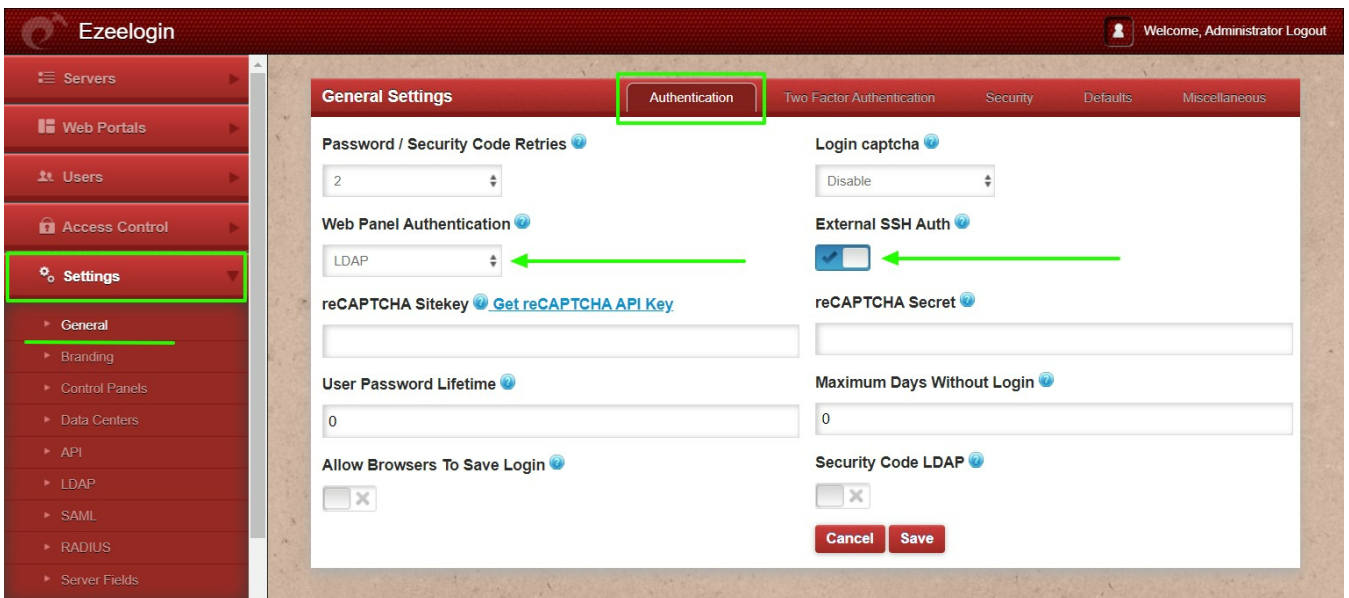 Ezeelogin
Welcome, Administrator Logout
Servers
Web Portals
Users
Access Control
Settings
General
Branding
Control Panels
Data Centers
API
LDAP
SAML
RADIUS
Server Fields
General Settings
Authentication
Two Factor Authentication
Security
Defaults
Miscellaneous
Password / Security Code Retries
2
Login captcha
Disable
Web Panel Authentication
LDAP
External SSH Auth
reCAPTCHA Sitekey Get reCAPTCHA API Key
reCAPTCHA Secret
User Password Lifetime
0
Maximum Days Without Login
0
Allow Browsers To Save Login
Security Code LDAP
Cancel Save